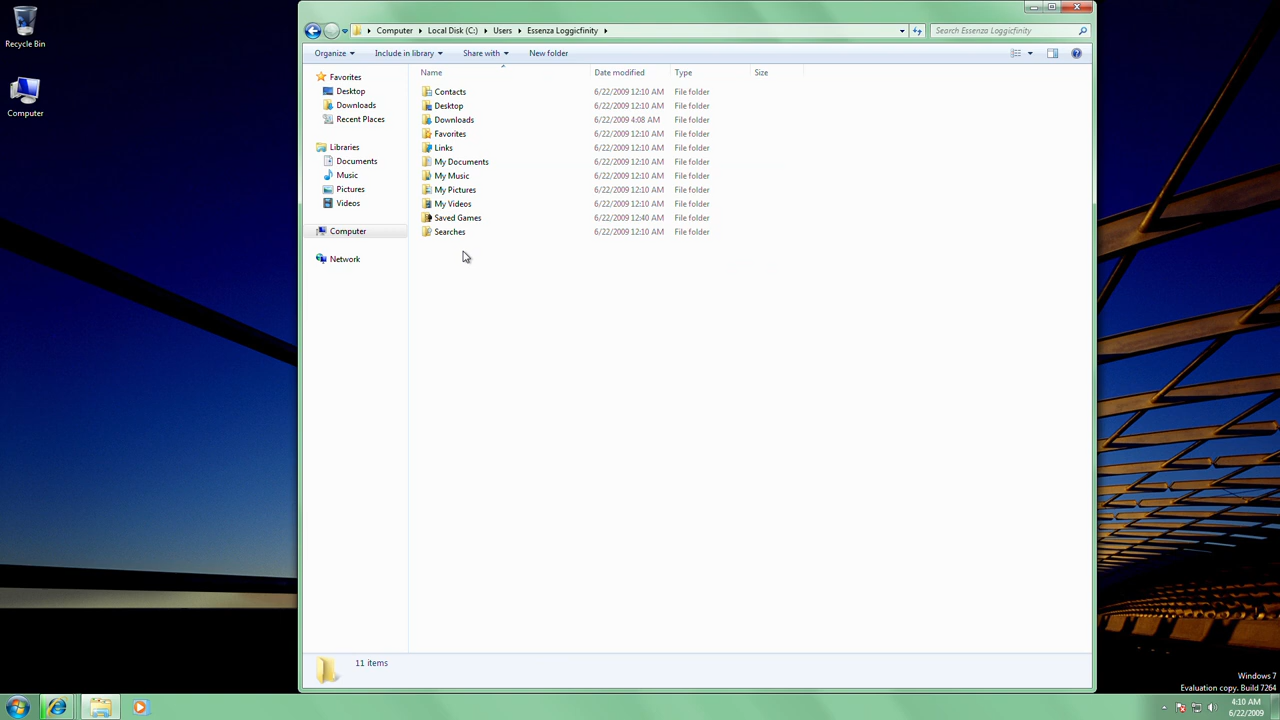 Recycle Bin
Computer
Computer Local Disk (C:) Users Essenza Loggicfinity
Search Essenza Loggicfinity
Organize Include in library Share with New folder
Name Date modified Type Size
Favorites
Desktop
Downloads
Recent Places
Libraries
Documents
Music
Pictures
Videos
Computer
Network
Contacts 6/22/2009 12:10 AM File folder
Desktop 6/22/2009 12:10 AM File folder
Downloads 6/22/2009 4:08 AM File folder
Favorites 6/22/2009 12:10 AM File folder
Links 6/22/2009 12:10 AM File folder
My Documents 6/22/2009 12:10 AM File folder
My Music 6/22/2009 12:10 AM File folder
My Pictures 6/22/2009 12:10 AM File folder
My Videos 6/22/2009 12:10 AM File folder
Saved Games 6/22/2009 12:40 AM File folder
Searches 6/22/2009 12:10 AM File folder
11 items
Windows 7
Evaluation copy. Build 7264
4:10 AM
6/22/2009